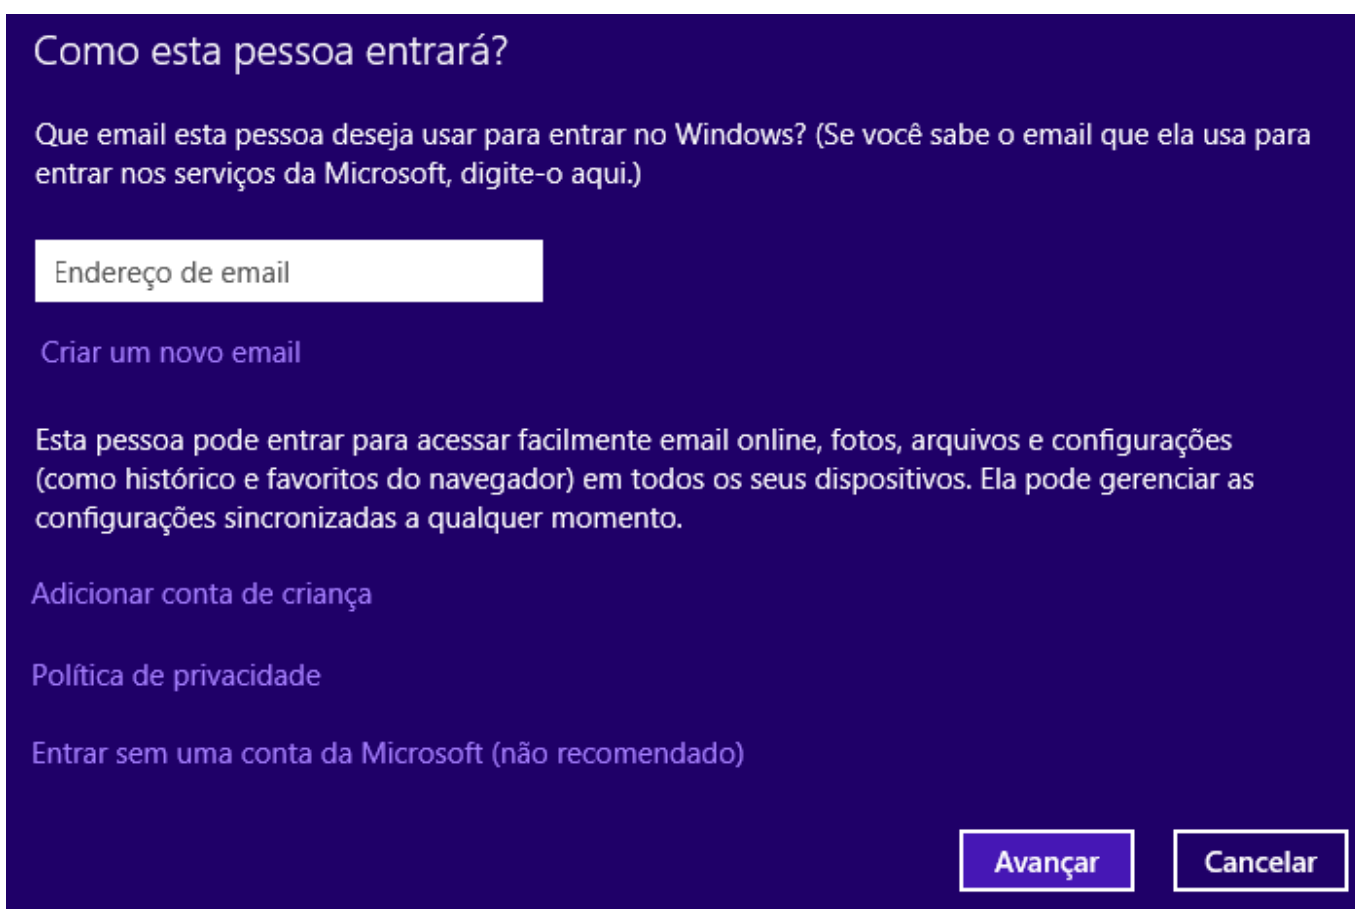 Como esta pessoa entrará?
Que email esta pessoa deseja usar para entrar no Windows? (Se você sabe o email que ela usa para
entrar nos serviços da Microsoft, digite-o aqui.)
Endereço de email
Criar um novo email
Esta pessoa pode entrar para acessar facilmente email online, fotos, arquivos e configurações
(como histórico e favoritos do navegador) em todos os seus dispositivos. Ela pode gerenciar as
configurações sincronizadas a qualquer momento.
Adicionar conta de criança
Política de privacidade
Entrar sem uma conta da Microsoft (não recomendado)
Avançar
Cancelar